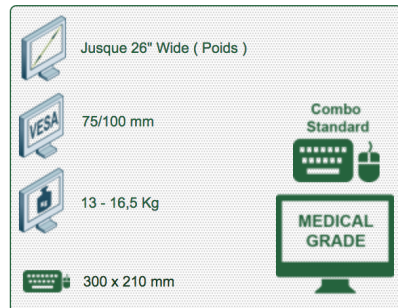 Jusque 26" Wide ( Poids )
VESA
75/100 mm
Combo
Standard
13 - 16,5 Kg
MEDICAL
GRADE
300 x 210 mm